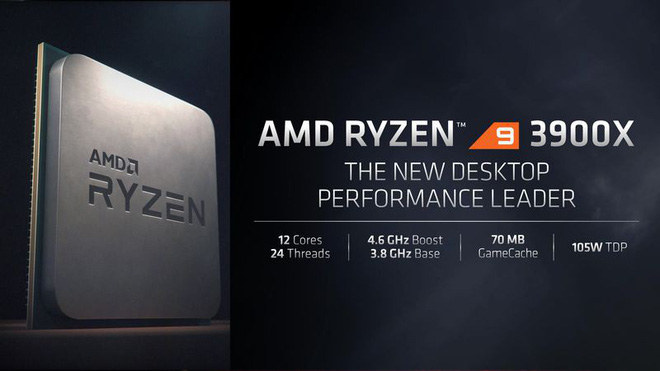 AMD
RYZEN
AMD RYZEN™ 9 3900X
THE NEW DESKTOP
PERFORMANCE LEADER
12 Cores
24 Threads
4.6 GHz Boost
3.8 GHz Base
70 MB
GameCache
105W TDP